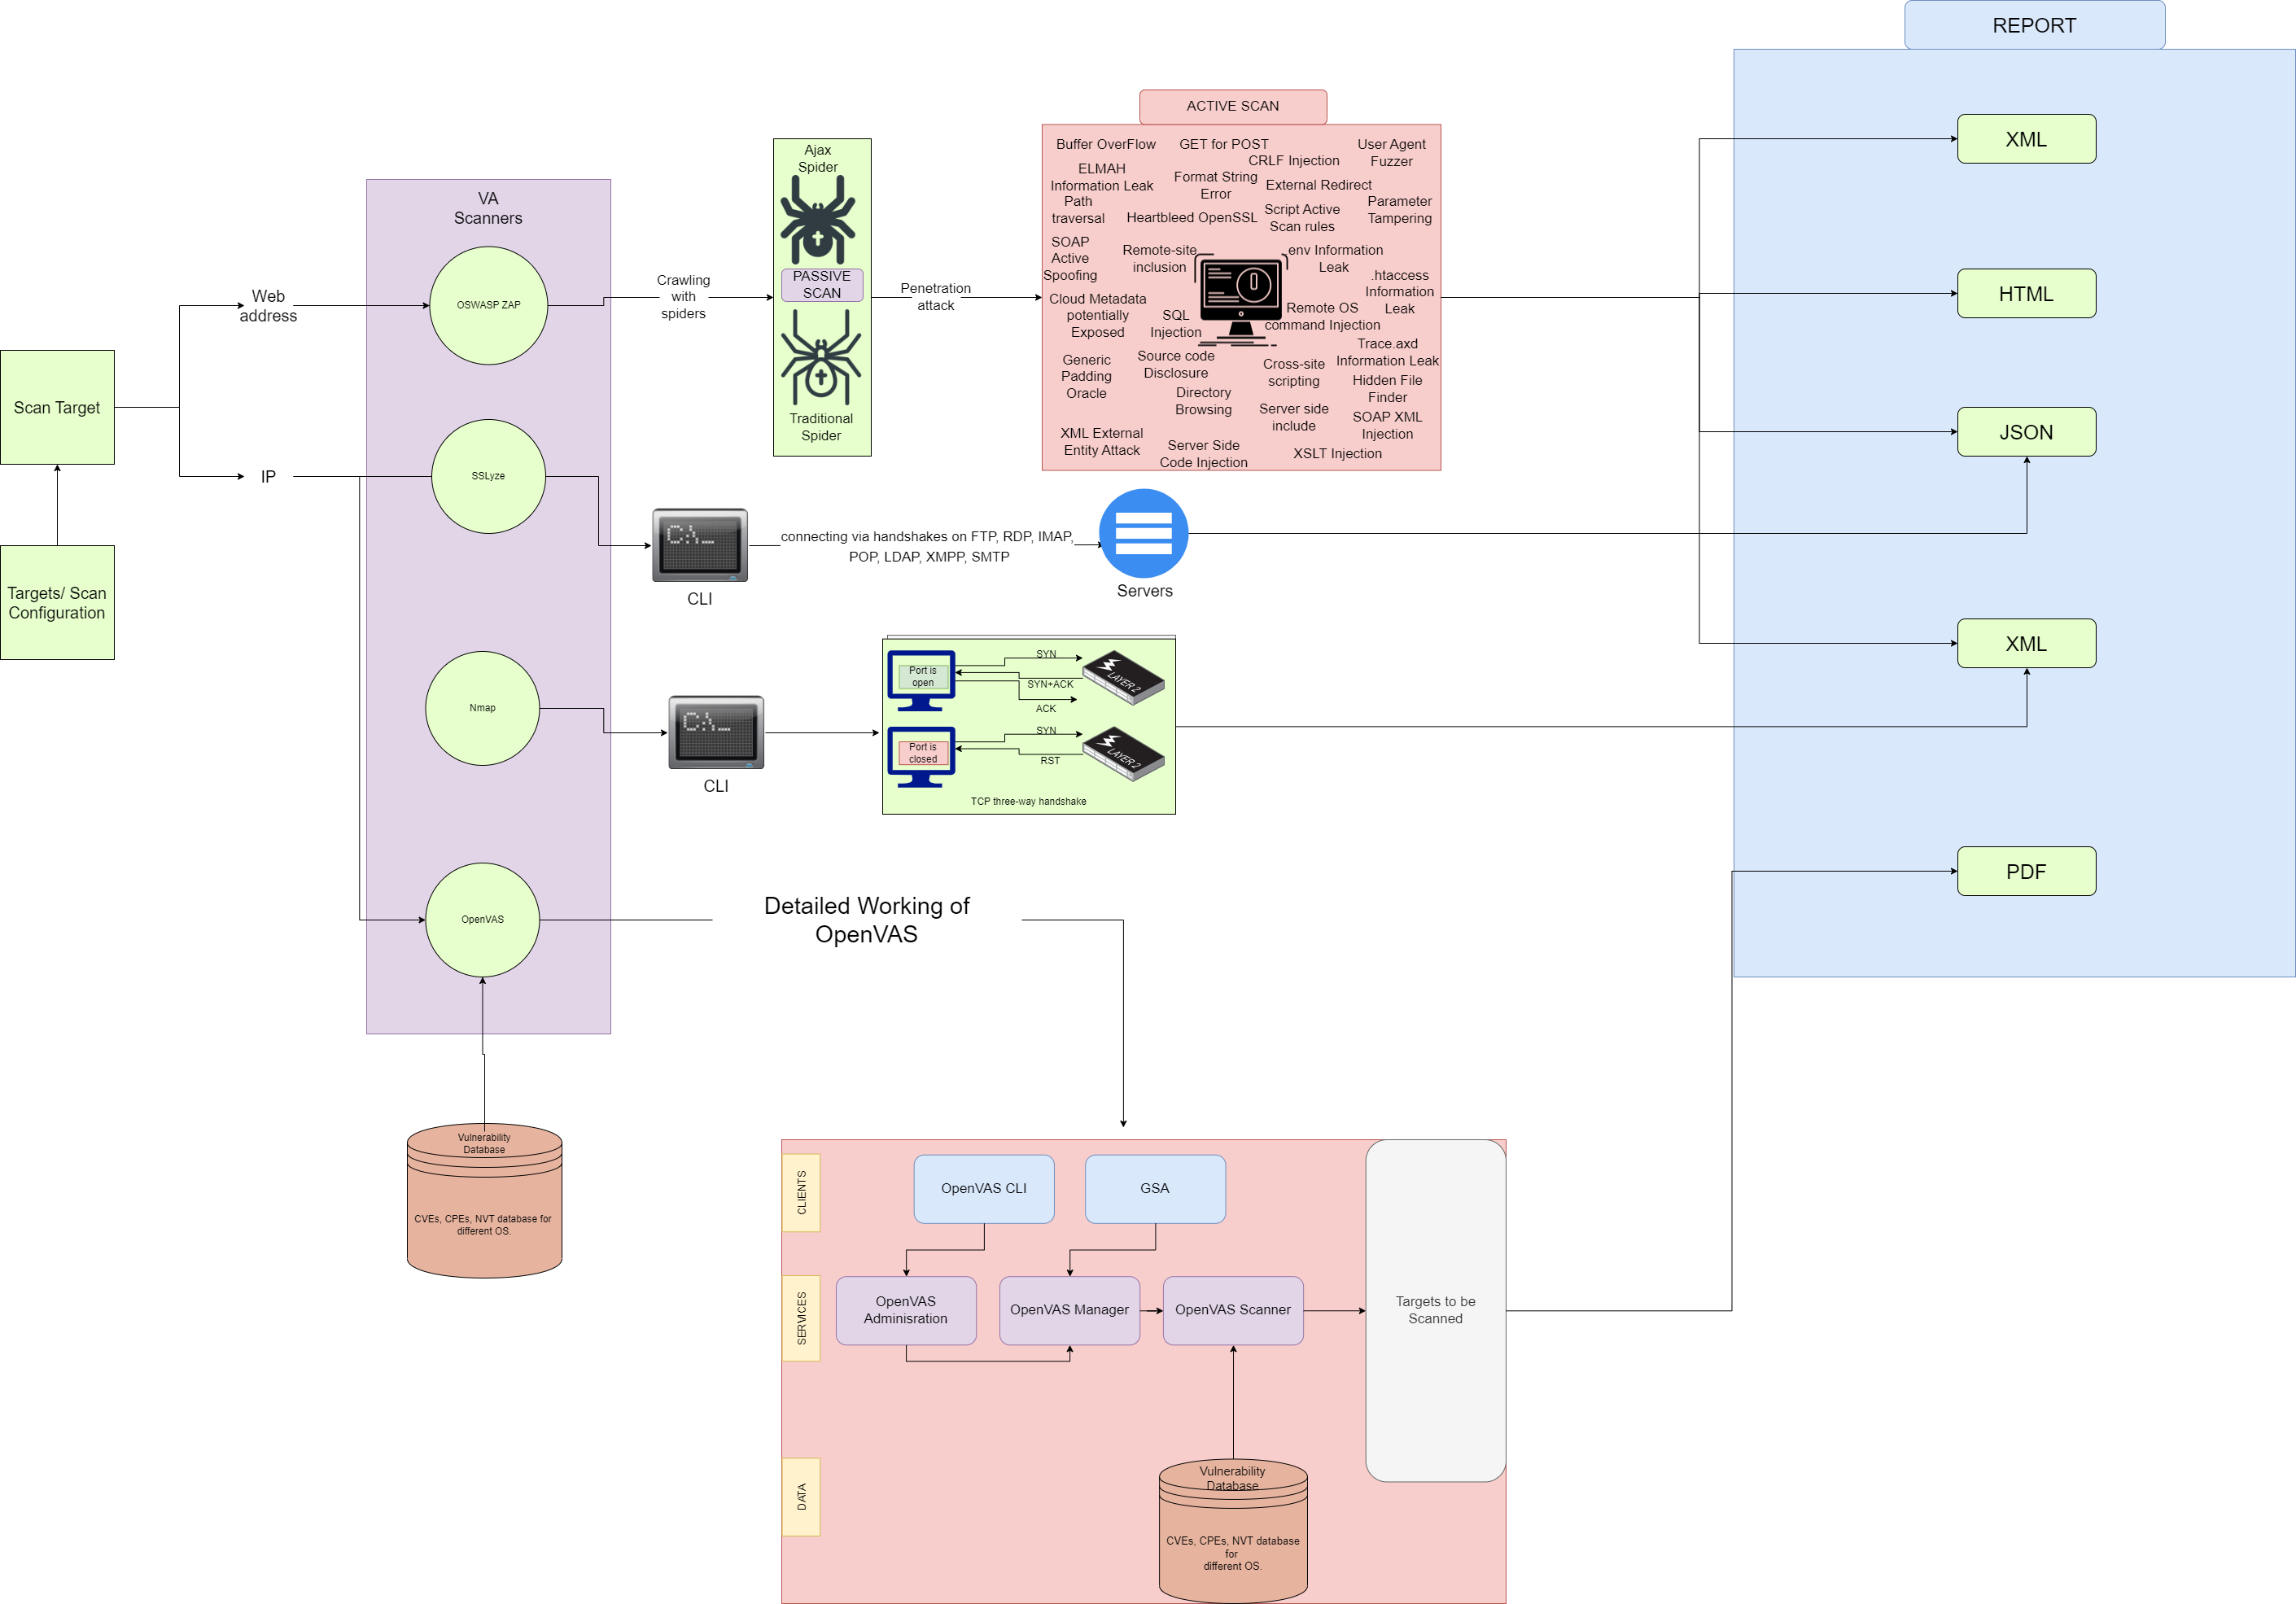 REPORT
XML
HTML
JSON
XML
PDF
ACTIVE SCAN
Buffer OverFlow
GET for POST
User Agent
Fuzzer
CRLF Injection
ELMAH
Information Leak
Format String
Error
External Redirect
Path
traversal
Heartbleed OpenSSL
Script Active
Scan rules
Parameter
Tampering
SOAP
Active
Spoofing
Remote-site
inclusion
env Information
Leak
.htaccess
Information
Leak
Cloud Metadata
potentially
Exposed
SQL
Injection
Remote OS
command Injection
Trace.axd
Information Leak
Generic
Padding
Oracle
Source code
Disclosure
Cross-site
scripting
Hidden File
Finder
Directory
Browsing
Server side
include
SOAP XML
Injection
XML External
Entity Attack
Server Side
Code Injection
XSLT Injection
Ajax
Spider
PASSIVE
SCAN
Traditional
Spider
Crawling
with
spiders
Penetration
attack
VA
Scanners
OSWASP ZAP
SSLyze
Nmap
OpenVAS
Web
address
IP
Scan Target
Targets/ Scan
Configuration
C:\_
CLI
connecting via handshakes on FTP, RDP, IMAP,
POP, LDAP, XMPP, SMTP
Servers
C:\_
CLI
Port is
open
SYN
SYN+ACK
ACK
LAYER 2
Port is
closed
SYN
RST
LAYER 2
TCP three-way handshake
Detailed Working of
OpenVAS
Vulnerability
Database
CVEs, CPEs, NVT database for
different OS.
CLIENTS
OpenVAS CLI
GSA
SERVICES
OpenVAS
Adminisration
OpenVAS Manager
OpenVAS Scanner
Targets to be
Scanned
DATA
Vulnerability
Database
CVEs, CPEs, NVT database
for
different OS.